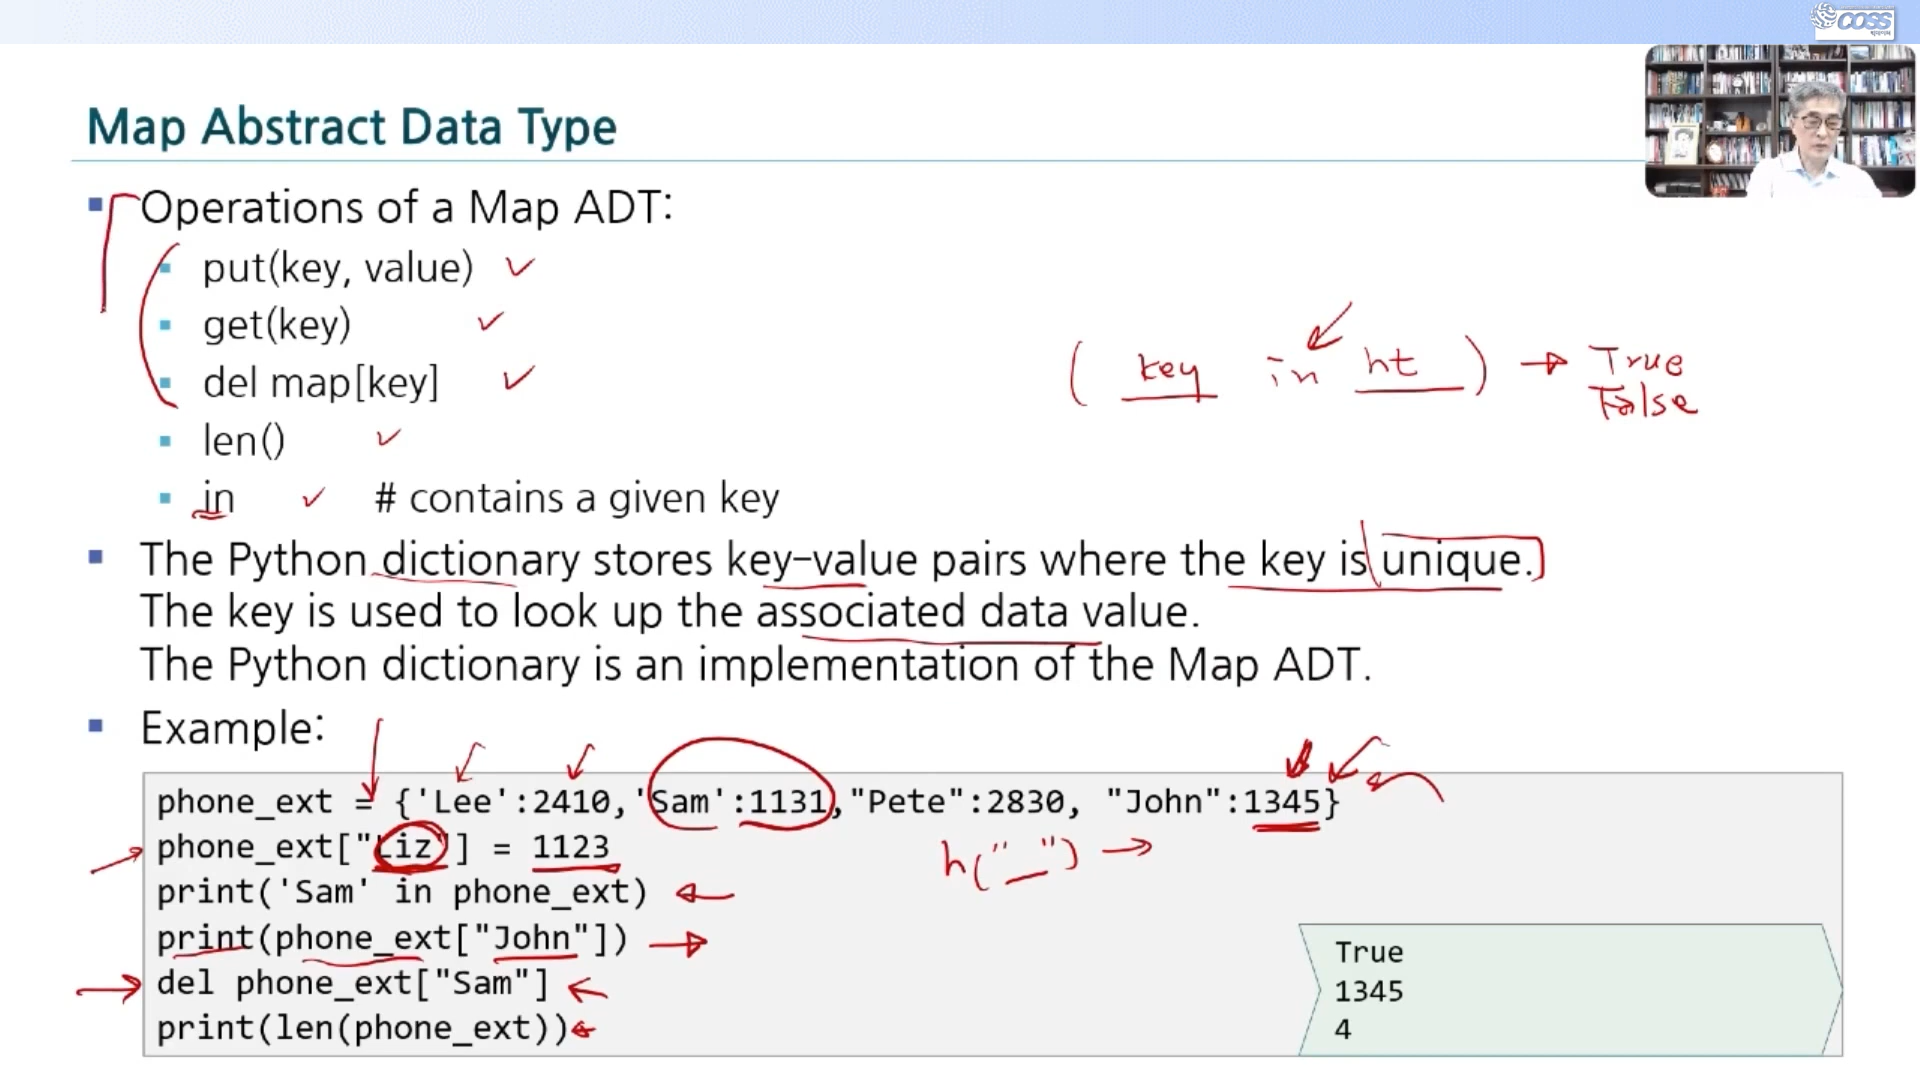 COSS
Map Abstract Data Type
Operations of a Map ADT:
put(key, value)
get(key)
del map[key]
len()
in # contains a given key
( key in ht ) → True
False
The Python dictionary stores key-value pairs where the key is unique.
The key is used to look up the associated data value.
The Python dictionary is an implementation of the Map ADT.
Example:
phone_ext = {'Lee':2410,'Sam':1131,"Pete":2830, "John":1345}
phone_ext["Liz"] = 1123
h("_") →
print('Sam' in phone_ext)
print(phone_ext["John"])
del phone_ext["Sam"]
print(len(phone_ext))
True
1345
4